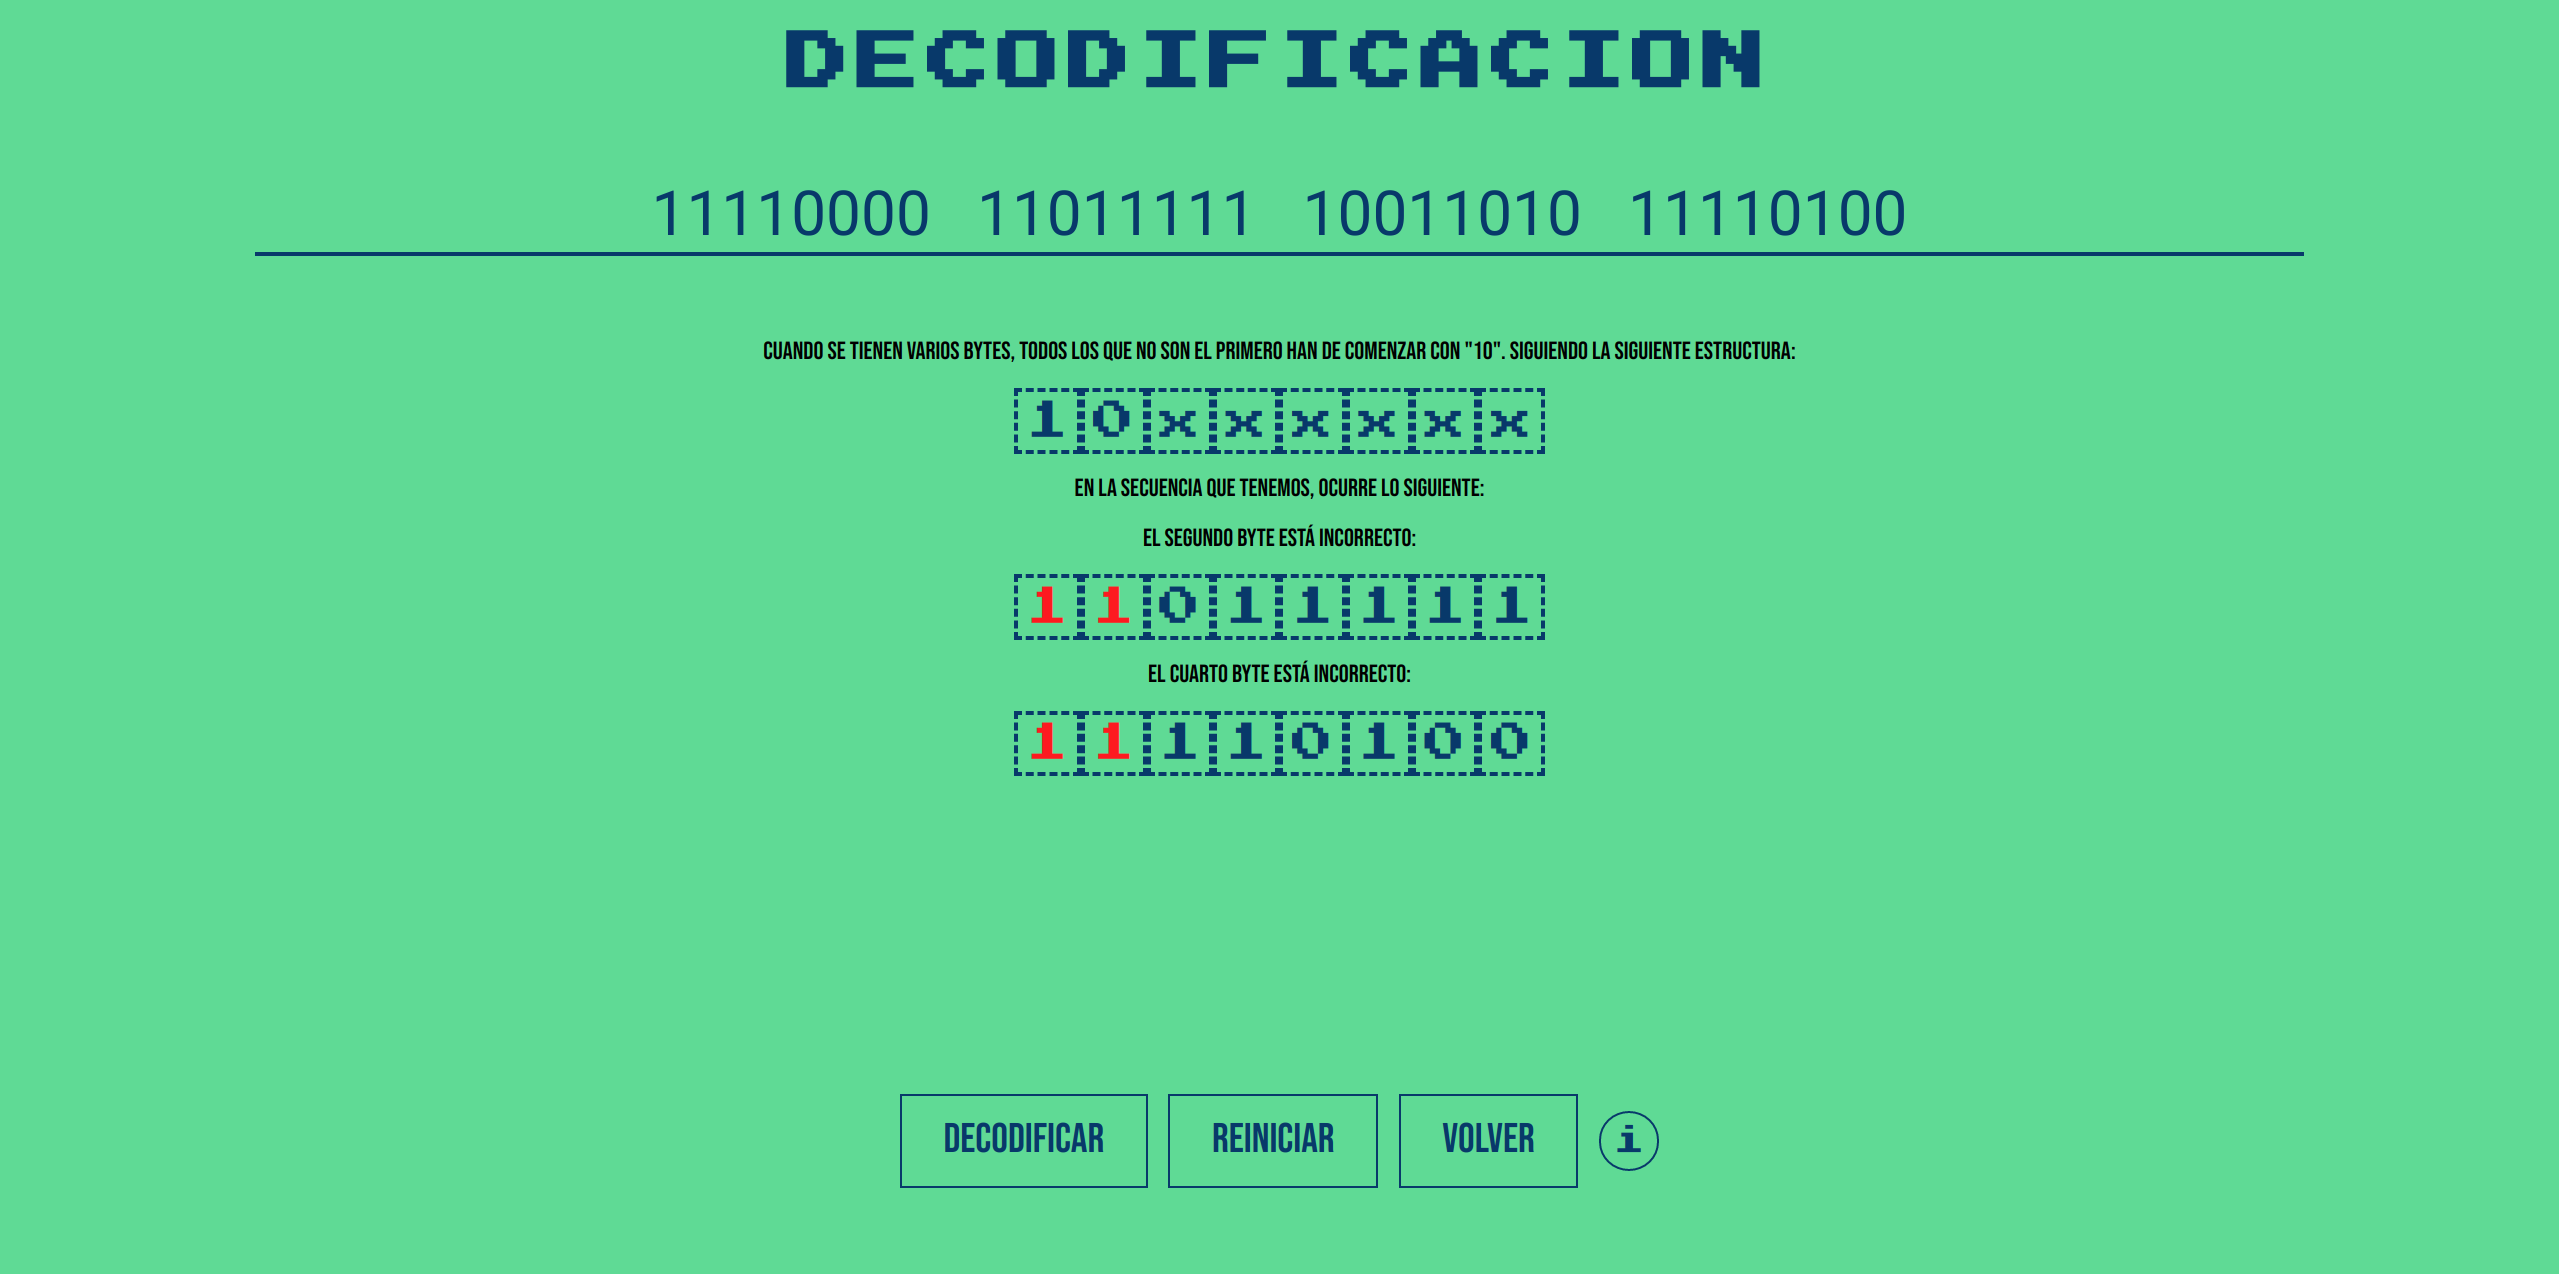 DECODIFICACION
11110000 11011111 10011010 11110100
CUANDO SE TIENEN VARIOS BYTES, TODOS LOS QUE NO SON EL PRIMERO HAN DE COMENZAR CON "10". SIGUIENDO LA SIGUIENTE ESTRUCTURA:
1 0 x x x x x x
EN LA SECUENCIA QUE TENEMOS, OCURRE LO SIGUIENTE:
EL SEGUNDO BYTE ESTÁ INCORRECTO:
1 1 0 1 1 1 1 1
EL CUARTO BYTE ESTÁ INCORRECTO:
1 1 1 1 0 1 0 0
DECODIFICAR REINICIAR VOLVER i